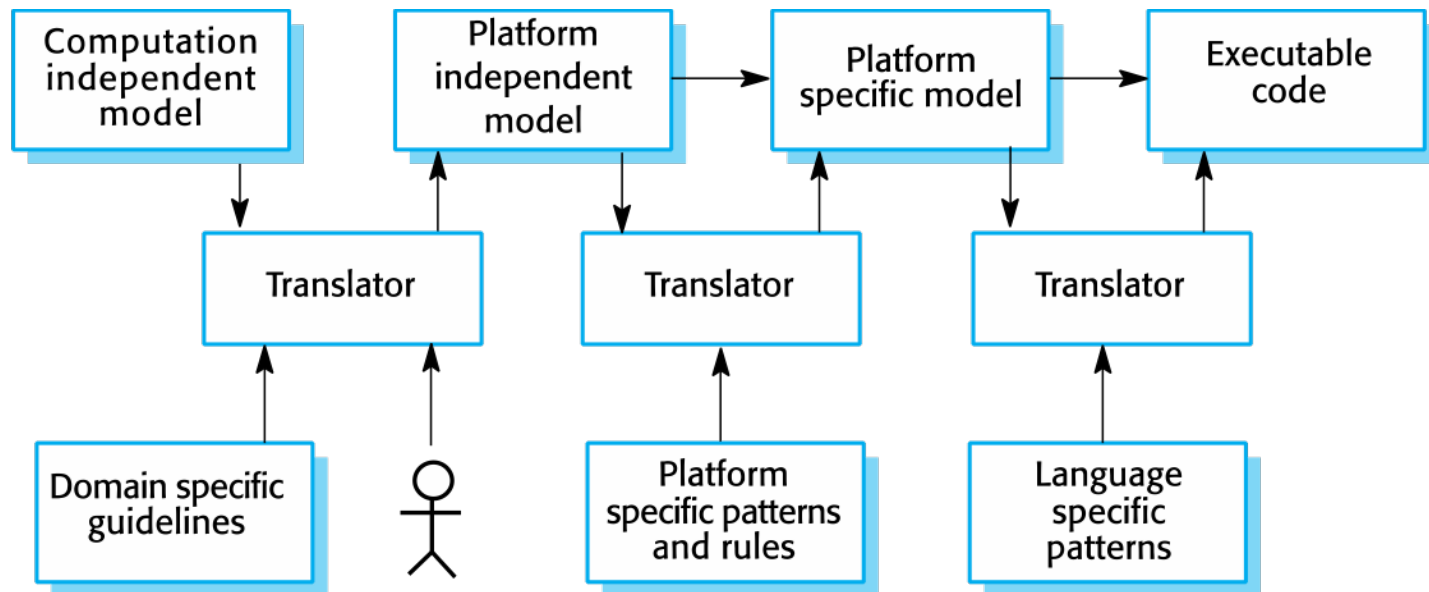 Computation
independent
model
Platform
independent
model
Platform
specific model
Executable
code
Translator
Translator
Translator
Domain specific
guidelines
Platform
specific patterns
and rules
Language
specific
patterns